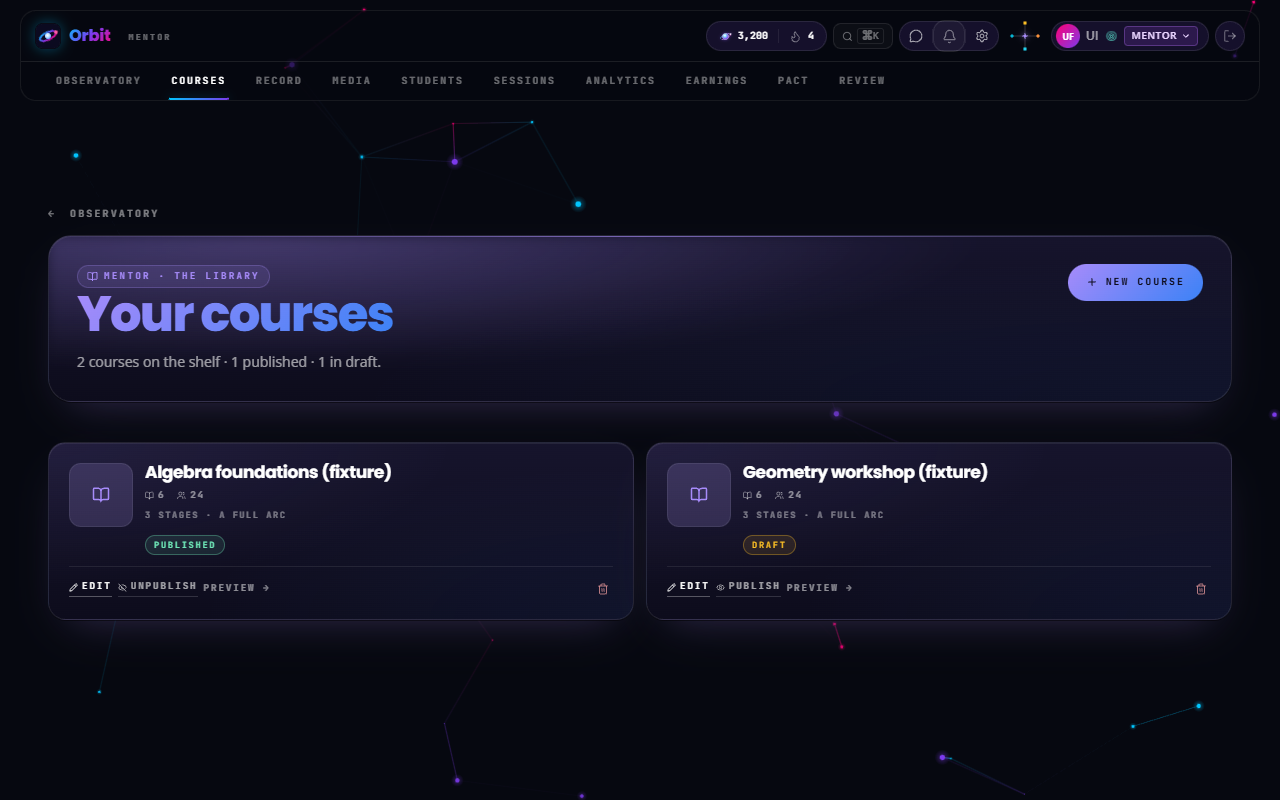 Orbit MENTOR 3,200 4 ⌘K UF UI MENTOR
OBSERVATORY COURSES RECORD MEDIA STUDENTS SESSIONS ANALYTICS EARNINGS PACT REVIEW
← OBSERVATORY
MENTOR · THE LIBRARY
+ NEW COURSE
Your courses
2 courses on the shelf · 1 published · 1 in draft.
Algebra foundations (fixture)
6 24
3 STAGES · A FULL ARC
PUBLISHED
EDIT UNPUBLISH PREVIEW →
Geometry workshop (fixture)
6 24
3 STAGES · A FULL ARC
DRAFT
EDIT PUBLISH PREVIEW →